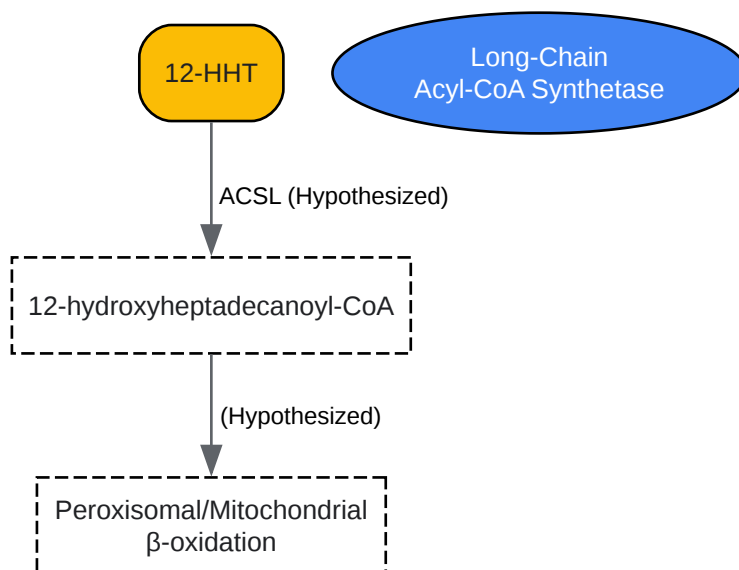 12-HHT
Long-Chain
Acyl-CoA Synthetase
ACSL (Hypothesized)
12-hydroxyheptadecanoyl-CoA
(Hypothesized)
Peroxisomal/Mitochondrial
β-oxidation